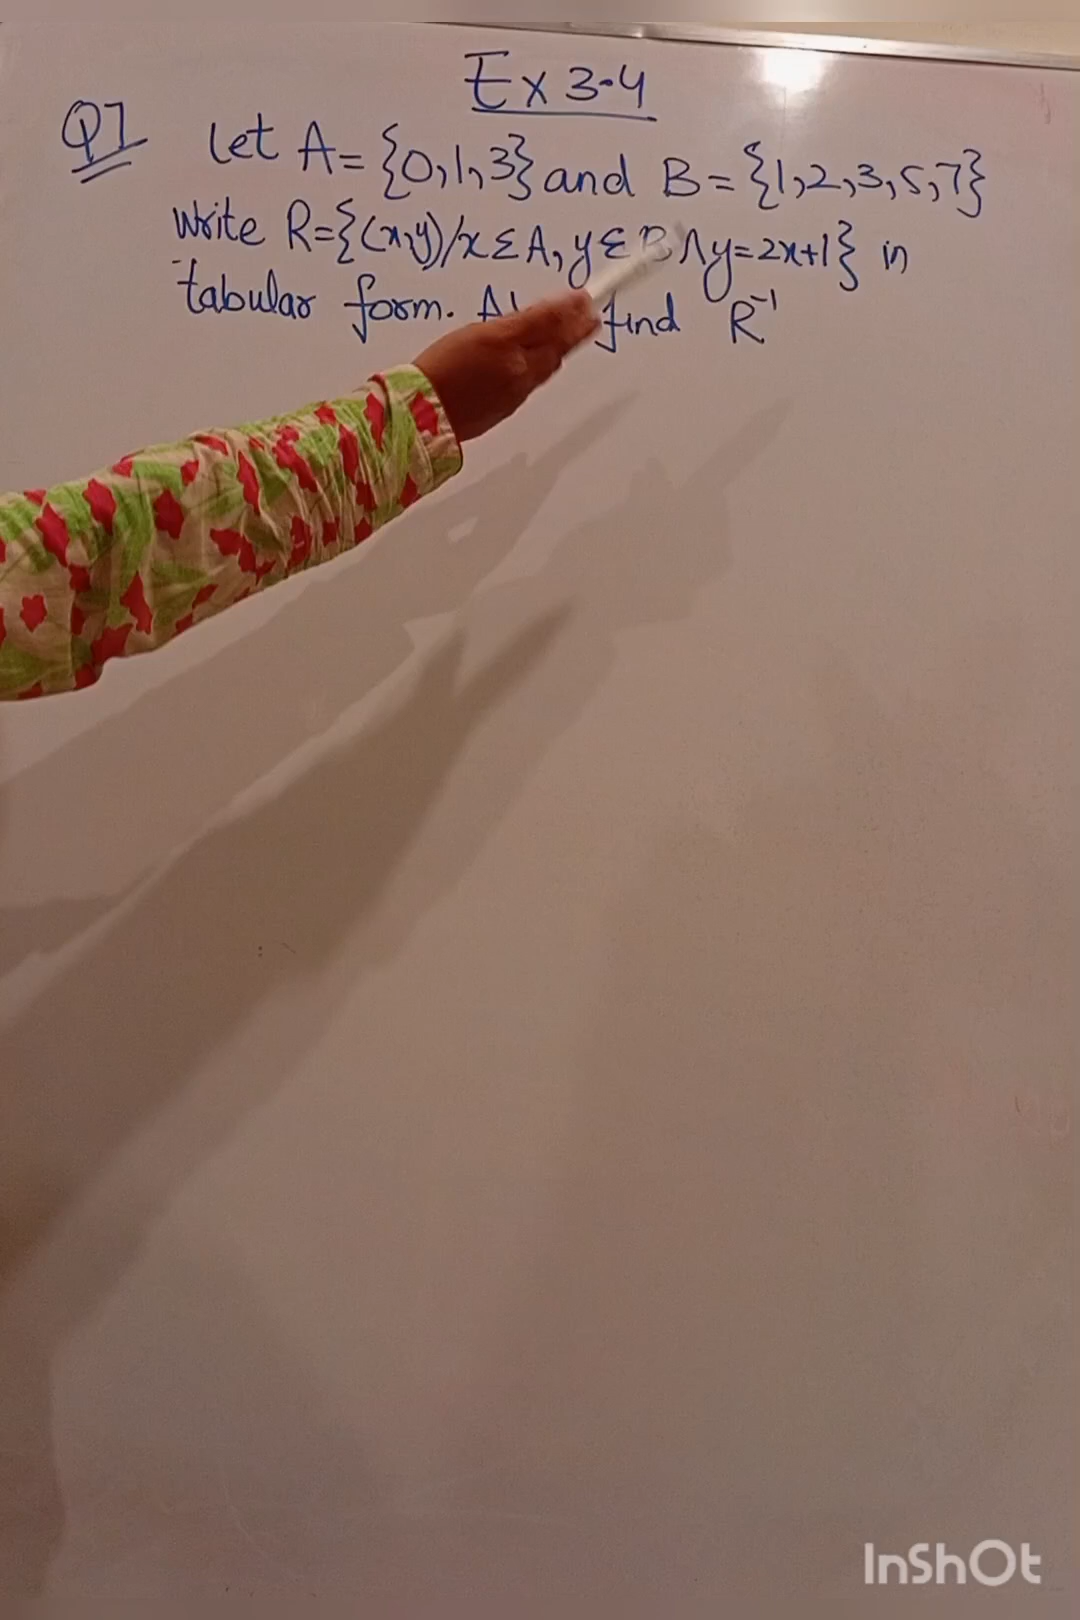 Ex 3.4
Q1 Let A = {0,1,3} and B = {1,2,3,5,7}
Write R={(x,y)/x ∈ A, y ∈ B ∧ y=2x+1} in
tabular form. find R⁻¹
InShOt